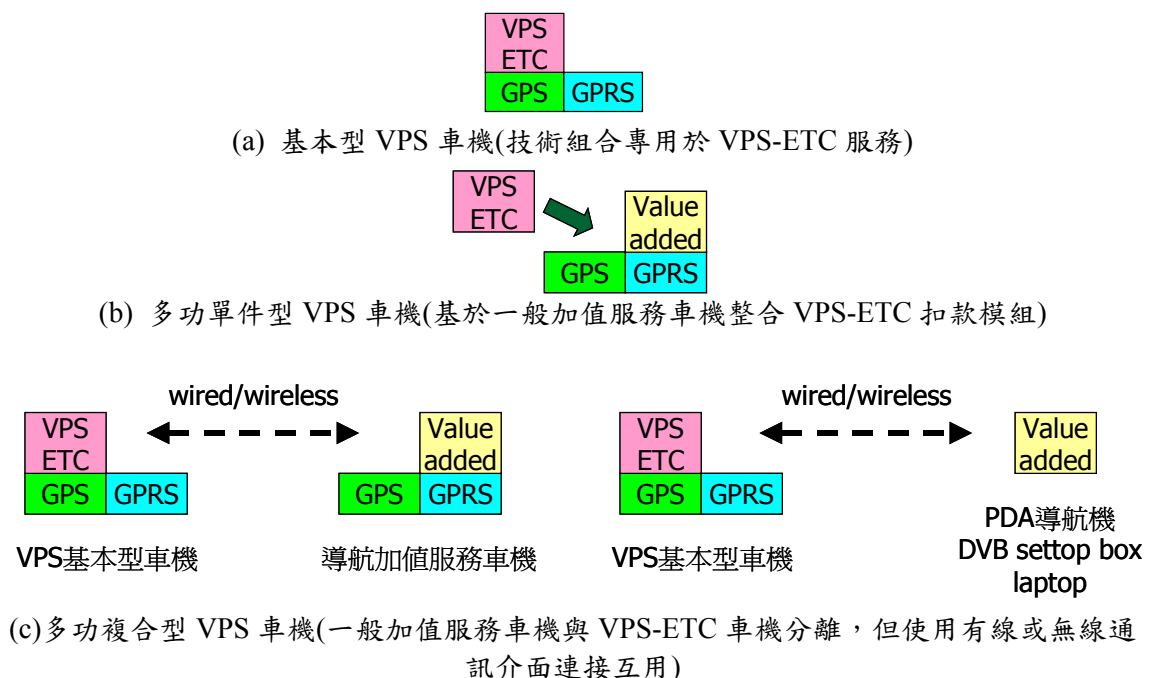 VPS
ETC
GPS GPRS
(a) 基本型 VPS 車機(技術組合專用於 VPS-ETC 服務)
VPS
ETC
Value
added
GPS GPRS
(b) 多功單件型 VPS 車機(基於一般加值服務車機整合 VPS-ETC 扣款模組)
wired/wireless
VPS
ETC
GPS GPRS
VPS基本型車機
Value
added
GPS GPRS
導航加值服務車機
wired/wireless
VPS
ETC
GPS GPRS
VPS基本型車機
Value
added
PDA導航機
DVB settop box
laptop
(c)多功複合型 VPS 車機(一般加值服務車機與 VPS-ETC 車機分離，但使用有線或無線通
訊介面連接互用)